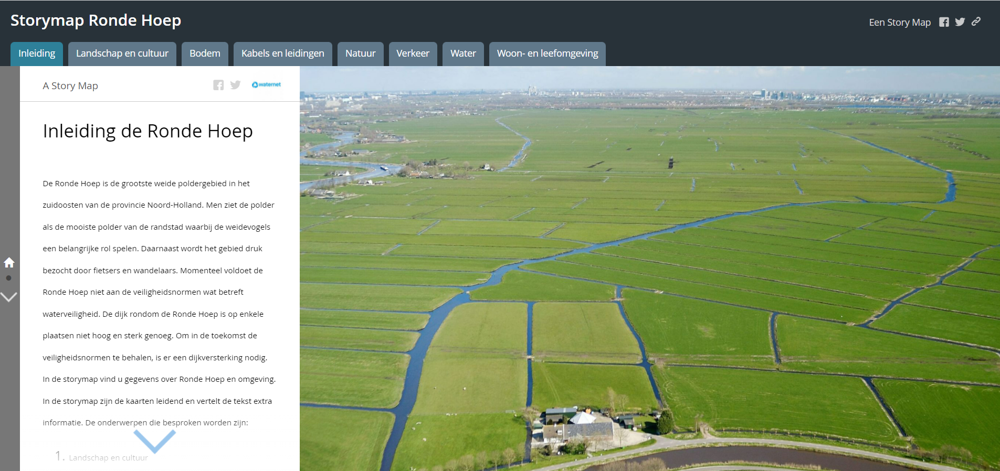 Storymap Ronde Hoep
Een Story Map
Inleiding
Landschap en cultuur
Bodem
Kabels en leidingen
Natuur
Verkeer
Water
Woon- en leefomgeving
A Story Map
waternet
Inleiding de Ronde Hoep
De Ronde Hoep is de grootste weide poldergebied in het
zuidoosten van de provincie Noord-Holland. Men ziet de polder
als de mooiste polder van de randstad waarbij de weidevogels
een belangrijke rol spelen. Daarnaast wordt het gebied druk
bezocht door fietsers en wandelaars. Momenteel voldoet de
Ronde Hoep niet aan de veiligheidsnormen wat betreft
waterveiligheid. De dijk rondom de Ronde Hoep is op enkele
plaatsen niet hoog en sterk genoeg. Om in de toekomst de
veiligheidsnormen te behalen, is er een dijkversterking nodig.
In de storymap vind u gegevens over Ronde Hoep en omgeving.
In de storymap zijn de kaarten leidend en vertelt de tekst extra
informatie. De onderwerpen die besproken worden zijn:
1. Landschap en cultuur